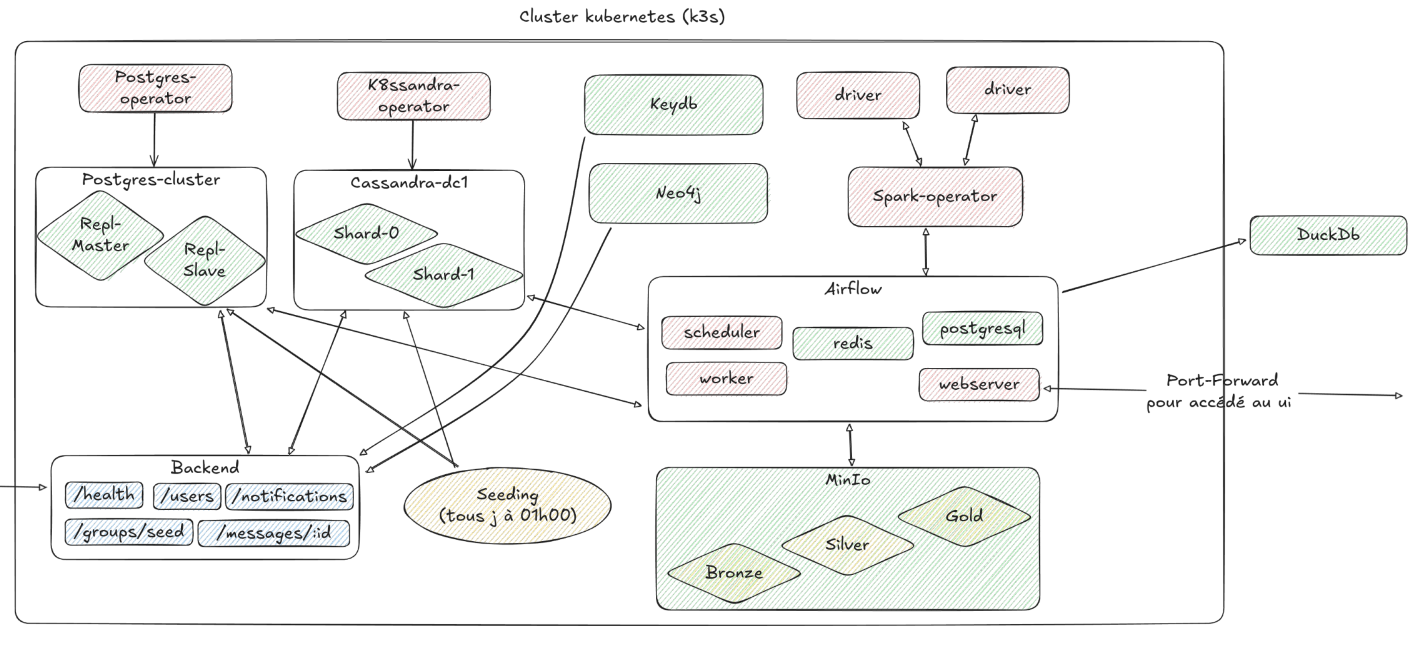 Cluster kubernetes (k3s)
Postgres-
operator
K8ssandra-
operator
Keydb
driver
driver
Postgres-cluster
Repl-
Master
Repl-
Slave
Cassandra-dc1
Shard-0
Shard-1
Neo4j
Spark-operator
DuckDb
Airflow
scheduler
redis
postgresql
worker
webserver
Port-Forward
pour accédé au ui
Backend
/health
/users
/notifications
/groups/seed
/messages/:id
Seeding
(tous j à 01h00)
MinIo
Gold
Silver
Bronze